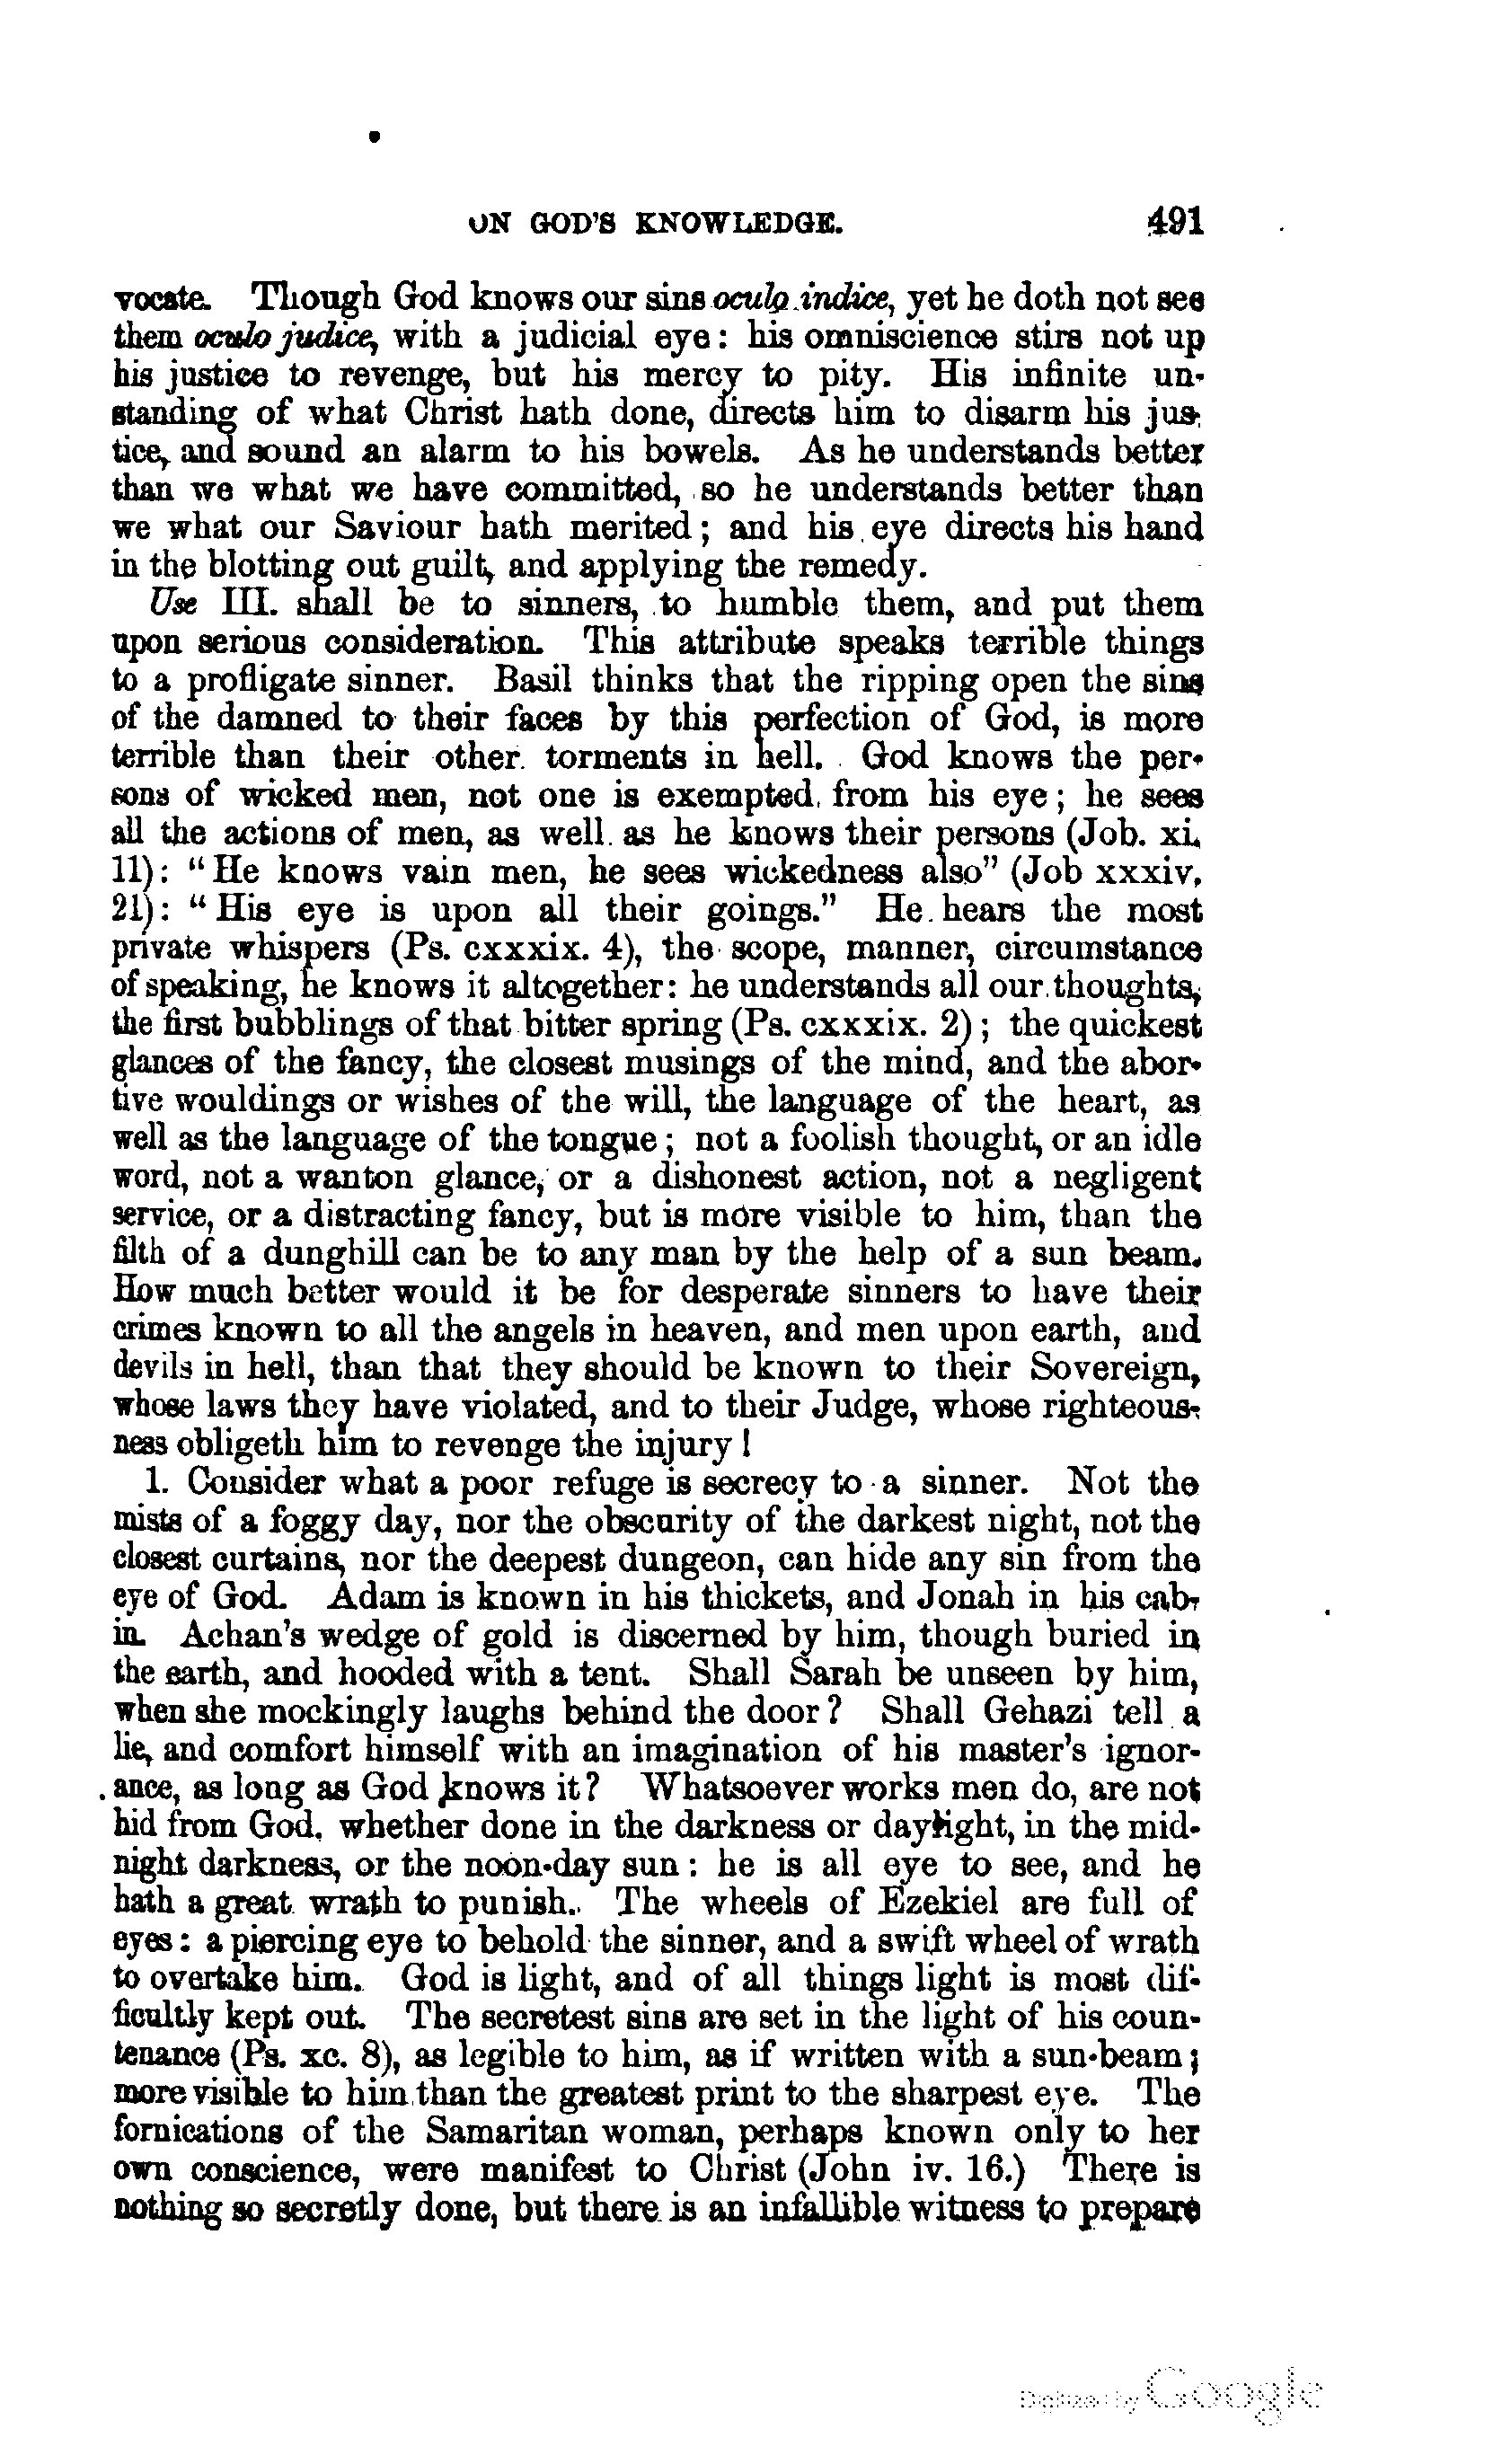 ON GOD'S KNOWLEDGE. 491
vocate. Though God knows our sins oculo indice, yet he doth not see
them oculo judice, with a judicial eye: his omniscience stirs not up
his justice to revenge, but his mercy to pity. His infinite un-
standing of what Christ hath done, directs him to disarm his jus-
tice, and sound an alarm to his bowels. As he understands better
than we what we have committed, so he understands better than
we what our Saviour hath merited; and his eye directs his hand
in the blotting out guilt, and applying the remedy.
Use III. shall be to sinners, to humble them, and put them
upon serious consideration. This attribute speaks terrible things
to a profligate sinner. Basil thinks that the ripping open the sins
of the damned to their faces by this perfection of God, is more
terrible than their other torments in hell. God knows the per-
sons of wicked men, not one is exempted from his eye; he sees
all the actions of men, as well as he knows their persons (Job. xi.
11): "He knows vain men, he sees wickedness also" (Job xxxiv.
21): "His eye is upon all their goings." He hears the most
private whispers (Ps. cxxxix. 4), the scope, manner, circumstance
of speaking, he knows it altogether: he understands all our thoughts,
the first bubblings of that bitter spring (Ps. cxxxix. 2); the quickest
glances of the fancy, the closest musings of the mind, and the abor-
tive wouldings or wishes of the will, the language of the heart, as
well as the language of the tongue; not a foolish thought, or an idle
word, not a wanton glance, or a dishonest action, not a negligent
service, or a distracting fancy, but is more visible to him, than the
filth of a dunghill can be to any man by the help of a sun beam.
How much better would it be for desperate sinners to have their
crimes known to all the angels in heaven, and men upon earth, and
devils in hell, than that they should be known to their Sovereign,
whose laws they have violated, and to their Judge, whose righteous-
ness obligeth him to revenge the injury!
1. Consider what a poor refuge is secrecy to a sinner. Not the
mists of a foggy day, nor the obscurity of the darkest night, not the
closest curtains, nor the deepest dungeon, can hide any sin from the
eye of God. Adam is known in his thickets, and Jonah in his cab-
in. Achan's wedge of gold is discerned by him, though buried in
the earth, and hooded with a tent. Shall Sarah be unseen by him,
when she mockingly laughs behind the door? Shall Gehazi tell a
lie, and comfort himself with an imagination of his master's ignor-
ance, as long as God knows it? Whatsoever works men do, are not
hid from God, whether done in the darkness or daylight, in the mid-
night darkness, or the noon-day sun: he is all eye to see, and he
hath a great wrath to punish. The wheels of Ezekiel are full of
eyes: a piercing eye to behold the sinner, and a swift wheel of wrath
to overtake him. God is light, and of all things light is most dif-
ficultly kept out. The secretest sins are set in the light of his coun-
tenance (Ps. xc. 8), as legible to him, as if written with a sun-beam;
more visible to him than the greatest print to the sharpest eye. The
fornications of the Samaritan woman, perhaps known only to her
own conscience, were manifest to Christ (John iv. 16.) There is
nothing so secretly done, but there is an infallible witness to prepare
Digitized by Google